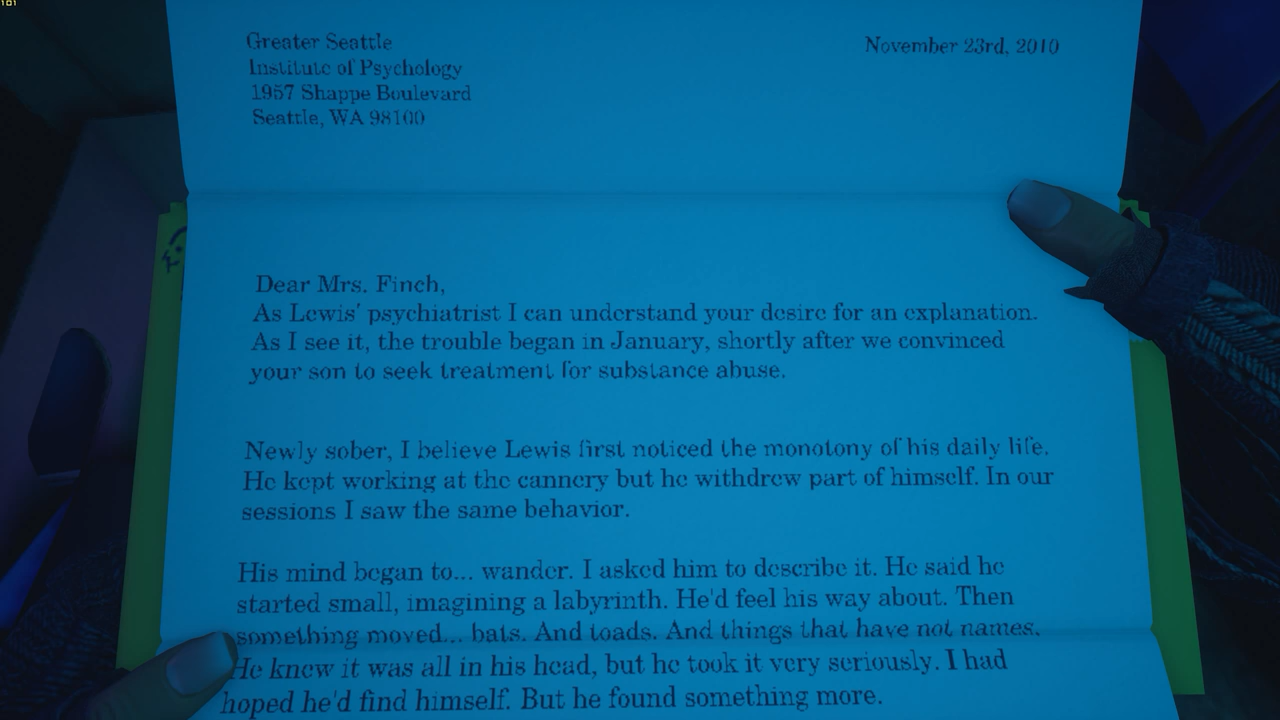 101
Greater Seattle
November 23rd, 2010
Institute of Psychology
1957 Shappe Boulevard
Seattle, WA 98100
Dear Mrs. Finch,
As Lewis' psychiatrist I can understand your desire for an explanation.
As I see it, the trouble began in January, shortly after we convinced
your son to seek treatment for substance abuse.
Newly sober, I believe Lewis first noticed the monotony of his daily life.
He kept working at the cannery but he withdrew part of himself. In our
sessions I saw the same behavior.
His mind began to... wander. I asked him to describe it. He said he
started small, imagining a labyrinth. He'd feel his way about. Then
something moved... bats. And toads. And things that have not names.
He knew it was all in his head, but he took it very seriously. I had
hoped he'd find himself. But he found something more.